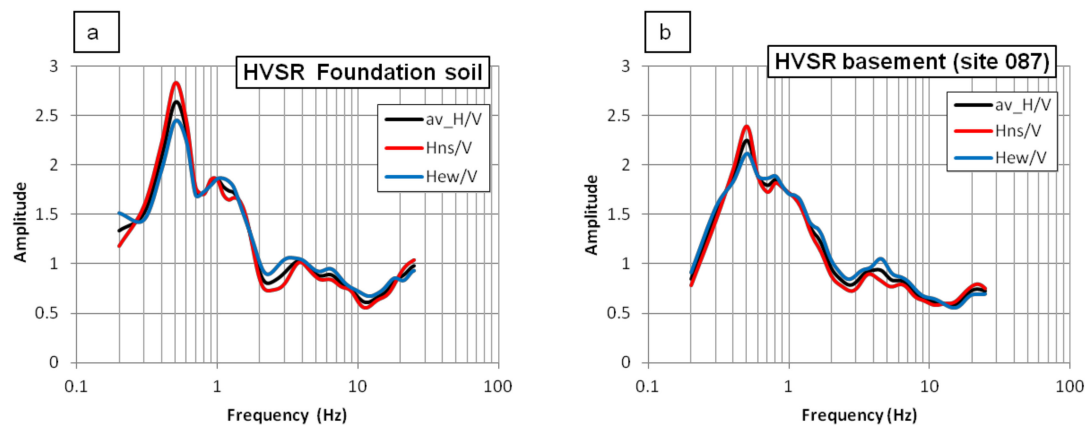 a
HVSR Foundation soil
3
2.5
2
1.5
1
0.5
0
Amplitude
av_H/V
Hns/V
Hew/V
0.1
1
10
100
Frequency (Hz)
b
HVSR basement (site 087)
3
2.5
2
1.5
1
0.5
0
Amplitude
av_H/V
Hns/V
Hew/V
0.1
1
10
100
Frequency (Hz)